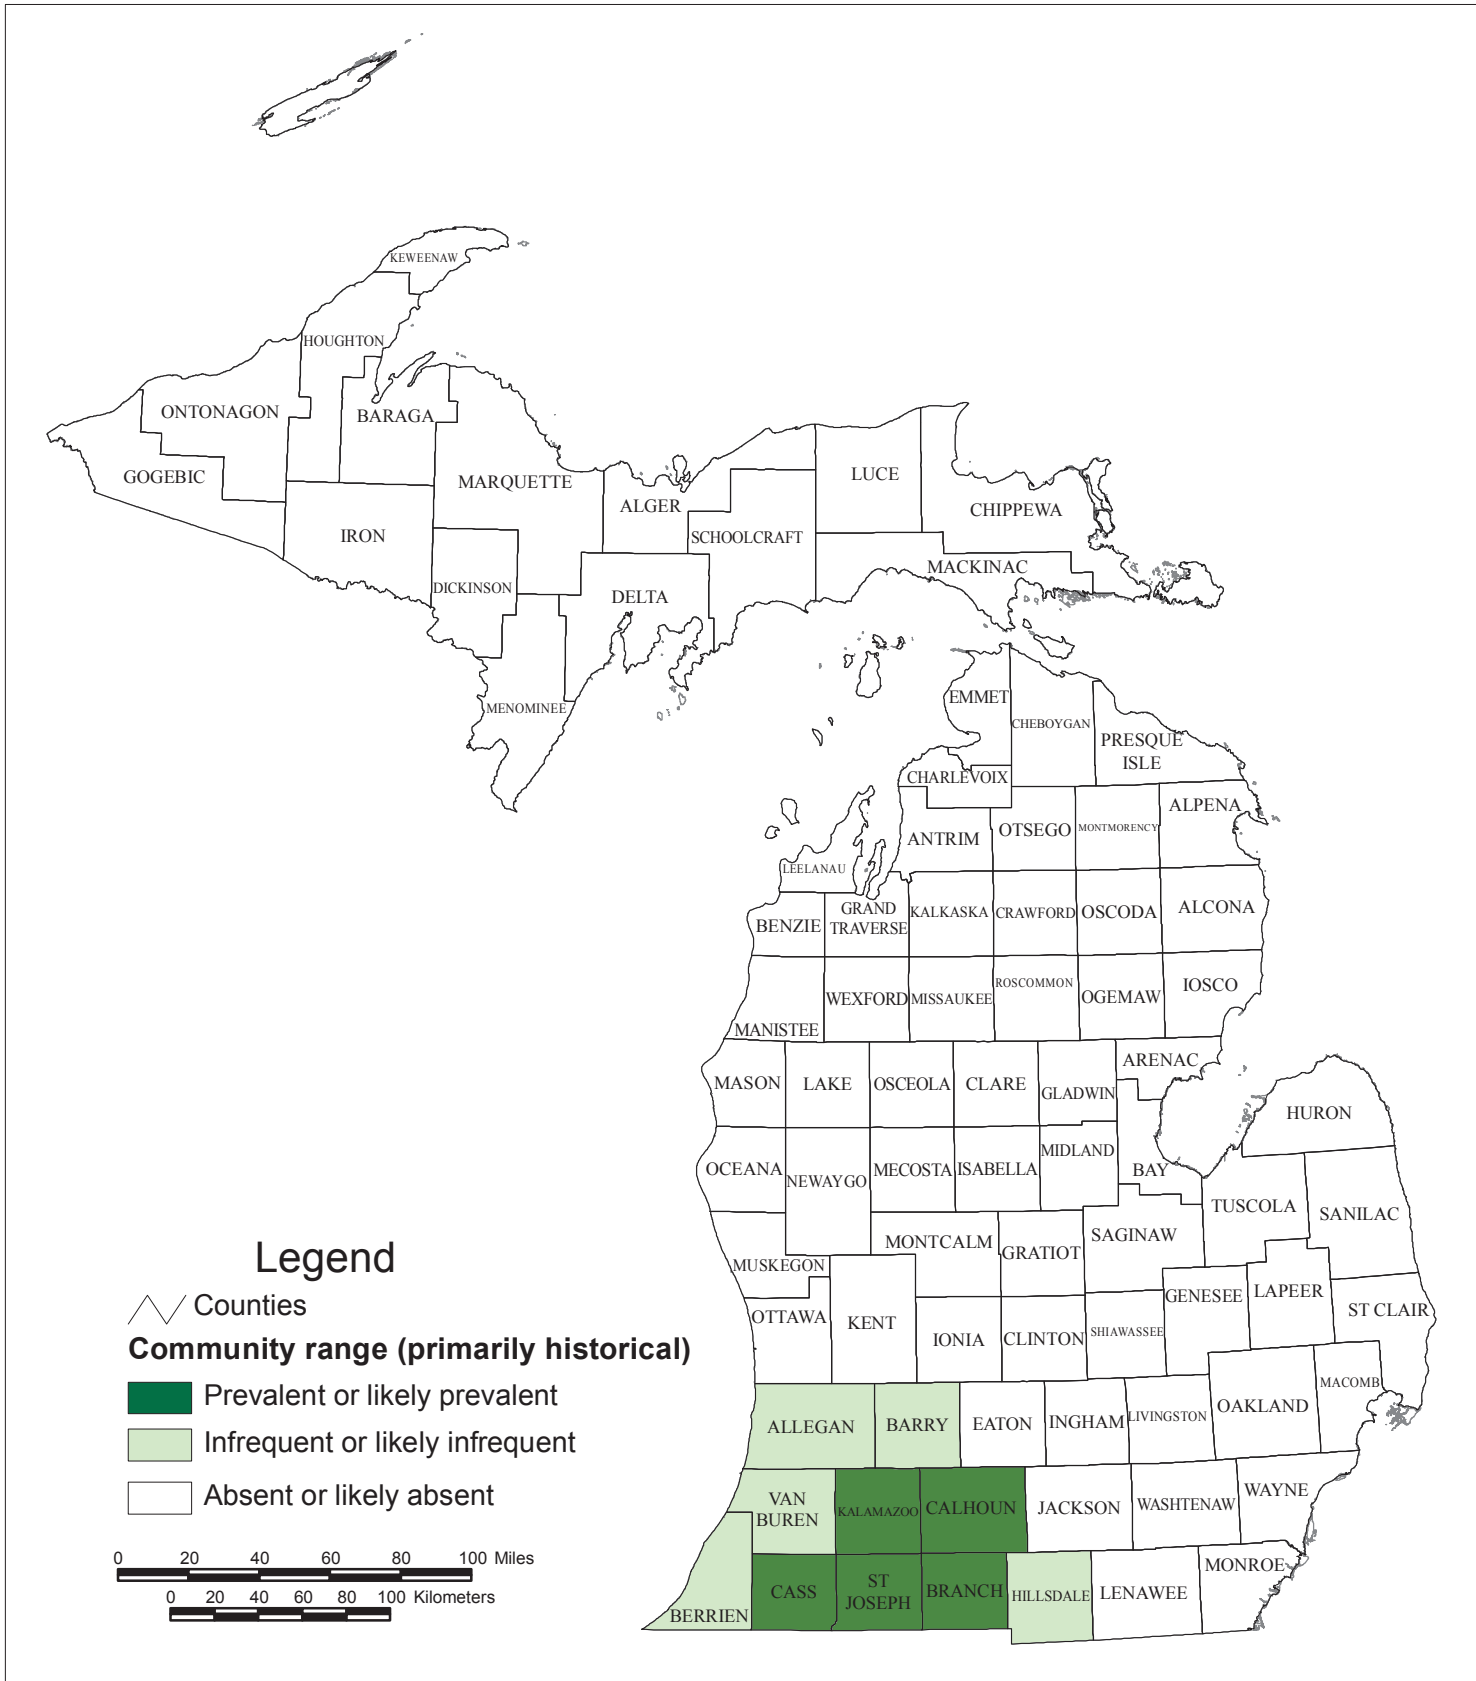 KEWEENAW
HOUGHTON
ONTONAGON
BARAGA
GOGEBIC
MARQUETTE
LUCE
ALGER
CHIPPEWA
IRON
SCHOOLCRAFT
MACKINAC
DICKINSON
DELTA
MENOMINEE
EMMET
CHEBOYGAN
PRESQUE
ISLE
CHARLEVOIX
ALPENA
ANTRIM
OTSEGO
MONTMORENCY
LEELANAU
BENZIE
GRAND
TRAVERSE
KALKASKA
CRAWFORD
OSCODA
ALCONA
MANISTEE
WEXFORD
MISSAUKEE
ROSCOMMON
OGEMAW
IOSCO
ARENAC
MASON
LAKE
OSCEOLA
CLARE
GLADWIN
HURON
OCEANA
NEWAYGO
MECOSTA
ISABELLA
MIDLAND
BAY
TUSCOLA
SANILAC
MONTCALM
GRATIOT
SAGINAW
MUSKEGON
GENESEE
LAPEER
ST CLAIR
OTTAWA
KENT
IONIA
CLINTON
SHIAWASSEE
MACOMB
ALLEGAN
BARRY
EATON
INGHAM
LIVINGSTON
OAKLAND
VAN
BUREN
KALAMAZOO
CALHOUN
JACKSON
WASHTENAW
WAYNE
BERRIEN
CASS
ST
JOSEPH
BRANCH
HILLSDALE
LENAWEE
MONROE
Legend
Counties
Community range (primarily historical)
Prevalent or likely prevalent
Infrequent or likely infrequent
Absent or likely absent
0 20 40 60 80 100 Miles
0 20 40 60 80 100 Kilometers